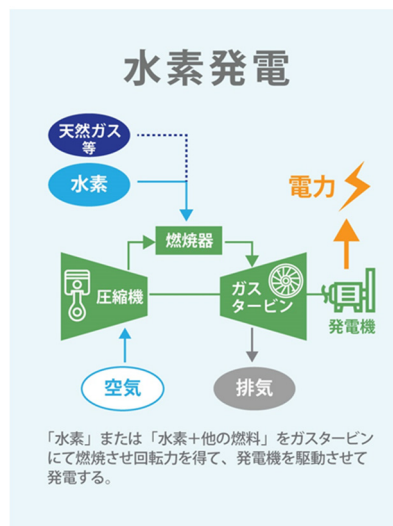 水素発電
天然ガス
等
水素
電力
燃焼器
圧縮機
ガス
タービン
発電機
空気
排気
「水素」または「水素＋他の燃料」をガスタービン
にて燃焼させ回転力を得て、発電機を駆動させて
発電する。